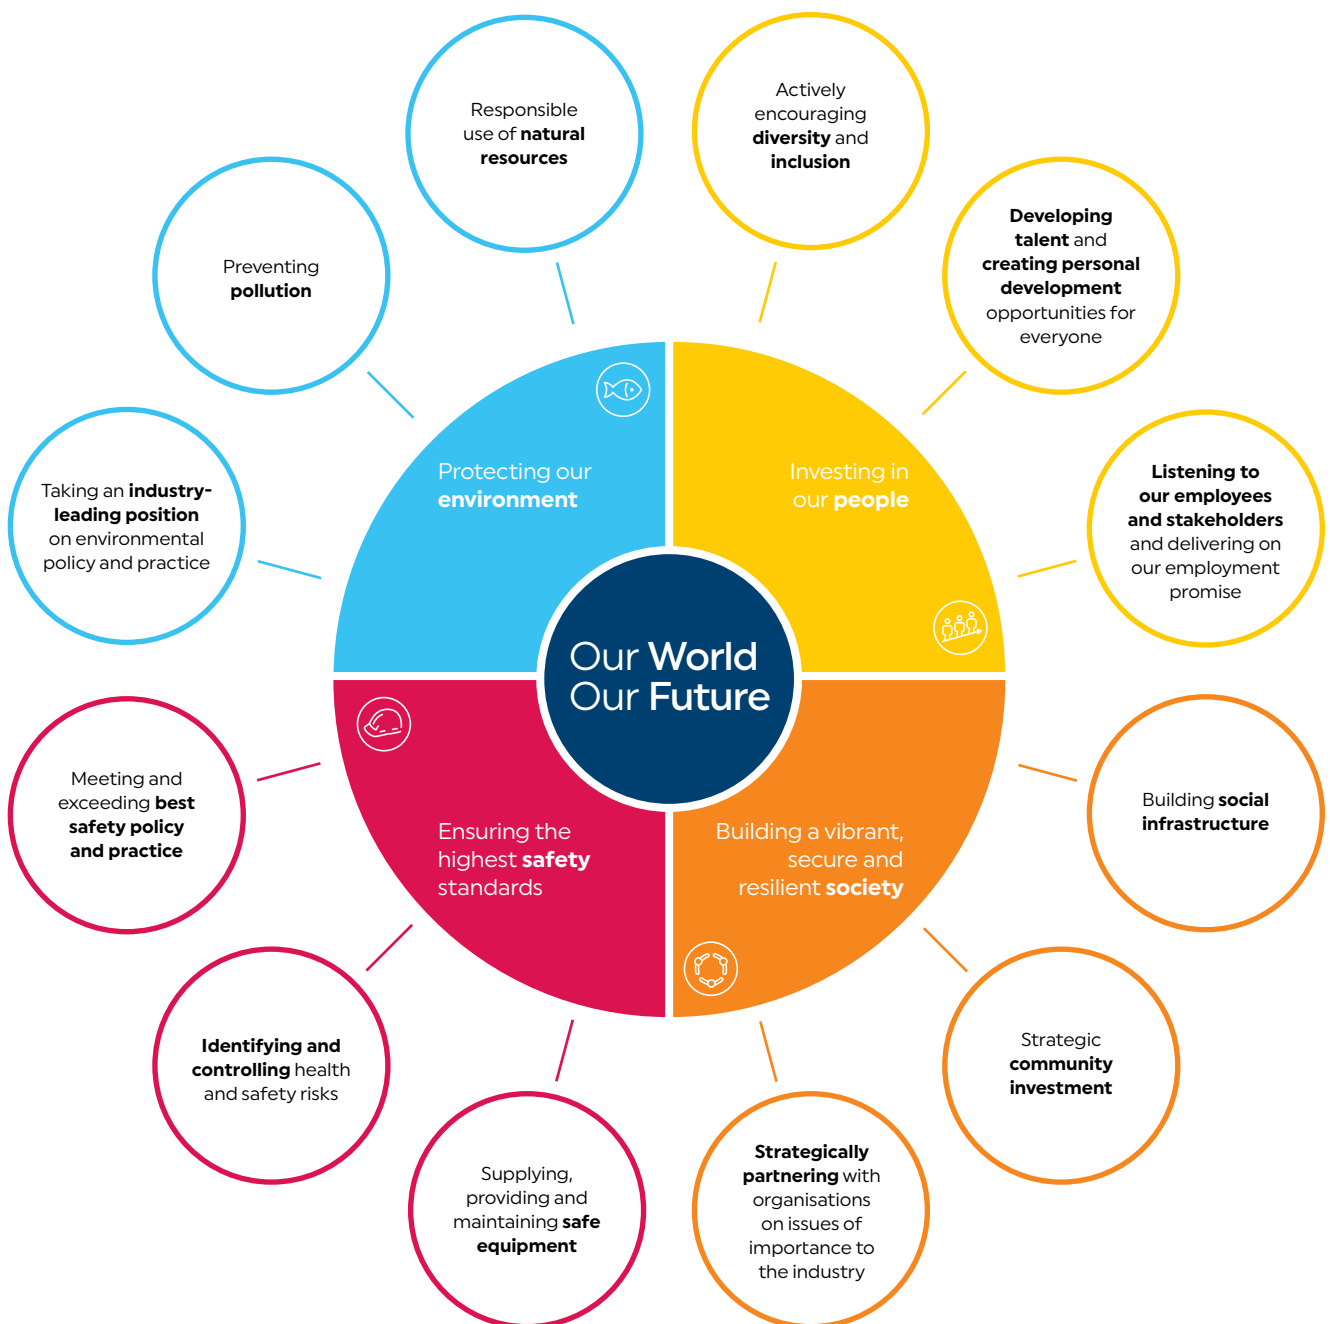 Our World
Our Future
Protecting our
environment
Responsible
use of natural
resources
Preventing
pollution
Taking an industry-
leading position
on environmental
policy and practice
Investing in
our people
Actively
encouraging
diversity and
inclusion
Developing
talent and
creating personal
development
opportunities for
everyone
Listening to
our employees
and stakeholders
and delivering on
our employment
promise
Building a vibrant,
secure and
resilient society
Building social
infrastructure
Strategic
community
investment
Strategically
partnering with
organisations
on issues of
importance to
the industry
Ensuring the
highest safety
standards
Meeting and
exceeding best
safety policy
and practice
Identifying and
controlling health
and safety risks
Supplying,
providing and
maintaining safe
equipment